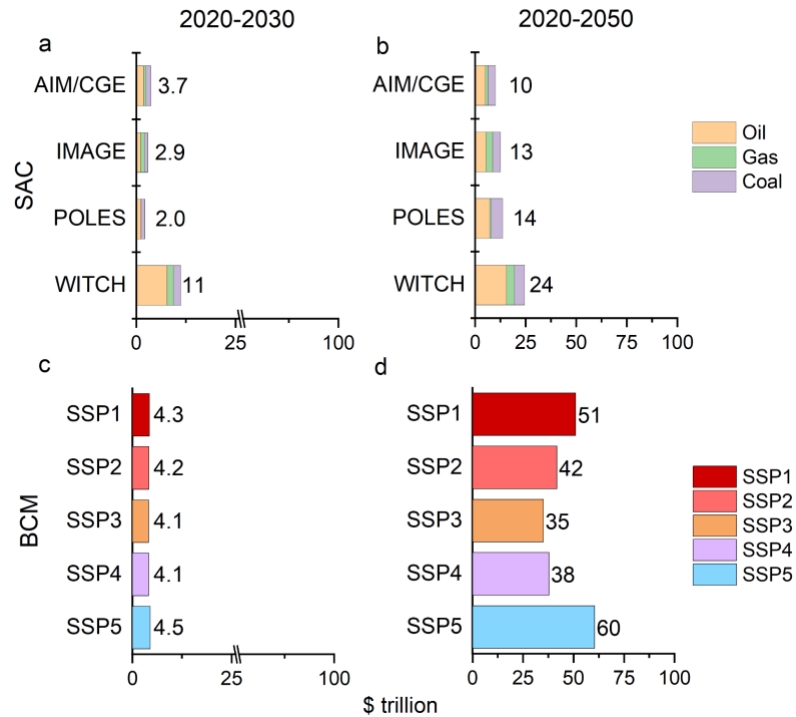 2020-2030
2020-2050
a
AIM/CGE
3.7
IMAGE
2.9
POLES
2.0
WITCH
11
SAC
0
25
100
b
AIM/CGE
10
IMAGE
13
POLES
14
WITCH
24
0
25
50
75
100
Oil
Gas
Coal
c
SSP1
4.3
SSP2
4.2
SSP3
4.1
SSP4
4.1
SSP5
4.5
BCM
0
25
100
d
SSP1
51
SSP2
42
SSP3
35
SSP4
38
SSP5
60
0
25
50
75
100
SSP1
SSP2
SSP3
SSP4
SSP5
$ trillion